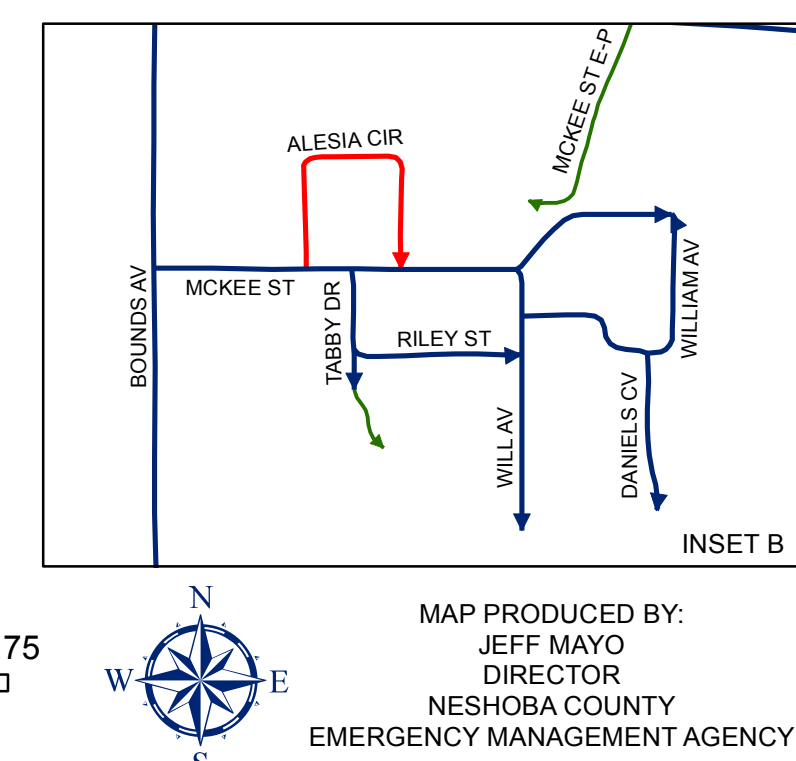 MCKEE ST E-P
ALESIA CIR
BOUNDS AV
MCKEE ST
TABBY DR
RILEY ST
WILLIAM AV
WILL AV
DANIELS CV
INSET B
75
N
W
E
S
MAP PRODUCED BY:
JEFF MAYO
DIRECTOR
NESHOBA COUNTY
EMERGENCY MANAGEMENT AGENCY